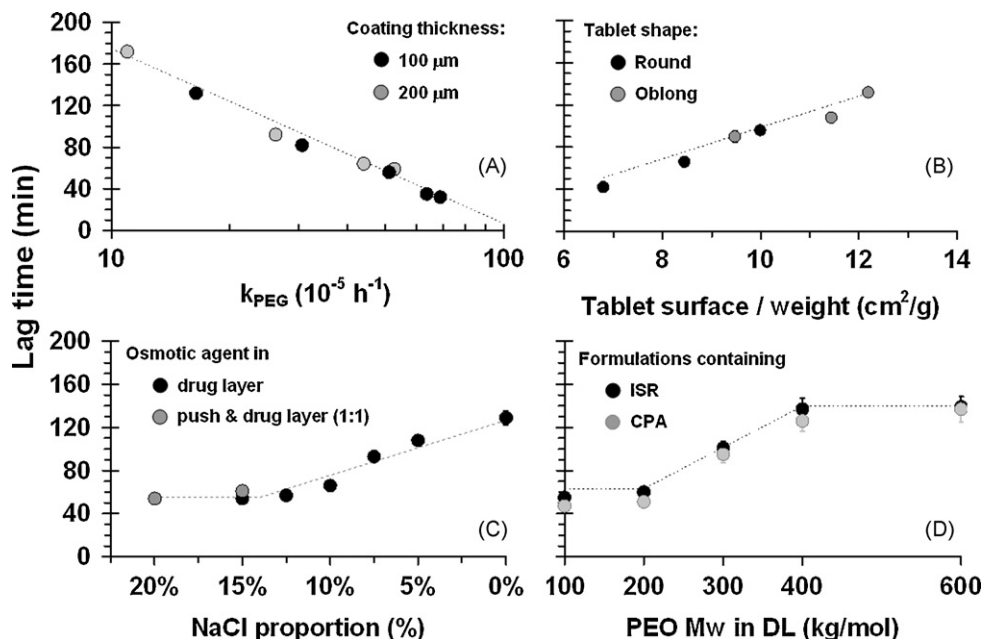 Lag time (min)
200
160
120
80
40
0
Coating thickness:
100 μm
200 μm
(A)
10
100
kPEG (10-5 h-1)
Tablet shape:
Round
Oblong
(B)
6
8
10
12
14
Tablet surface / weight (cm2/g)
200
160
120
80
40
0
Osmotic agent in
drug layer
push & drug layer (1:1)
(C)
20%
15%
10%
5%
0%
NaCl proportion (%)
Formulations containing
ISR
CPA
(D)
100
200
300
400
600
PEO Mw in DL (kg/mol)